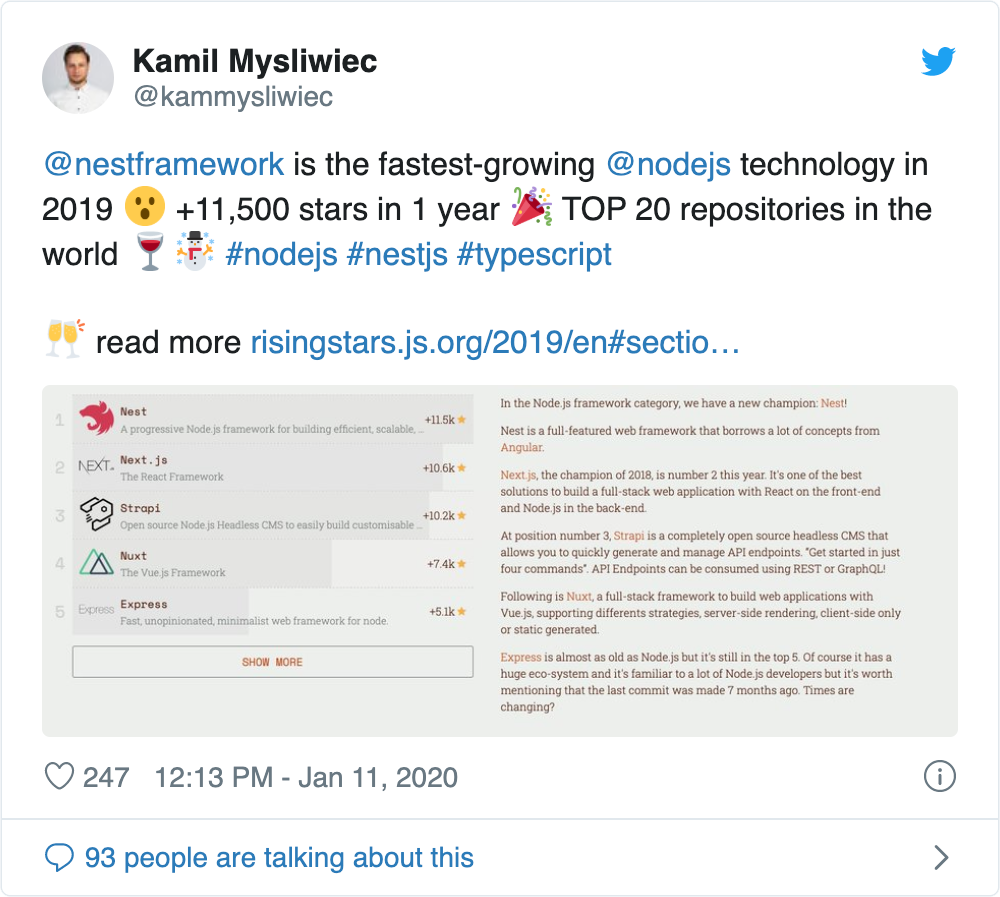 Kamil Mysliwiec
@kammysliwiec
@nestframework is the fastest-growing @nodejs technology in
2019 😮 +11,500 stars in 1 year 🎉 TOP 20 repositories in the
world 🍷☃️ #nodejs #nestjs #typescript
🥂 read more risingstars.js.org/2019/en#sectio…
1 Nest +11.5k★
A progressive Node.js framework for building efficient, scalable, ...
2 NEXT.js Next.js +10.6k★
The React Framework
3 Strapi +10.2k★
Open source Node.js Headless CMS to easily build customisable ...
4 Nuxt +7.4k★
The Vue.js Framework
5 Express Express +5.1k★
Fast, unopinionated, minimalist web framework for node.
SHOW MORE
In the Node.js framework category, we have a new champion: Nest!
Nest is a full-featured web framework that borrows a lot of concepts from
Angular.
Next.js, the champion of 2018, is number 2 this year. It's one of the best
solutions to build a full-stack web application with React on the front-end
and Node.js in the back-end.
At position number 3, Strapi is a completely open source headless CMS that
allows you to quickly generate and manage API endpoints. "Get started in just
four commands". API Endpoints can be consumed using REST or GraphQL!
Following is Nuxt, a full-stack framework to build web applications with
Vue.js, supporting differents strategies, server-side rendering, client-side only
or static generated.
Express is almost as old as Node.js but it's still in the top 5. Of course it has a
huge eco-system and it's familiar to a lot of Node.js developers but it's worth
mentioning that the last commit was made 7 months ago. Times are
changing?
247 12:13 PM - Jan 11, 2020
93 people are talking about this